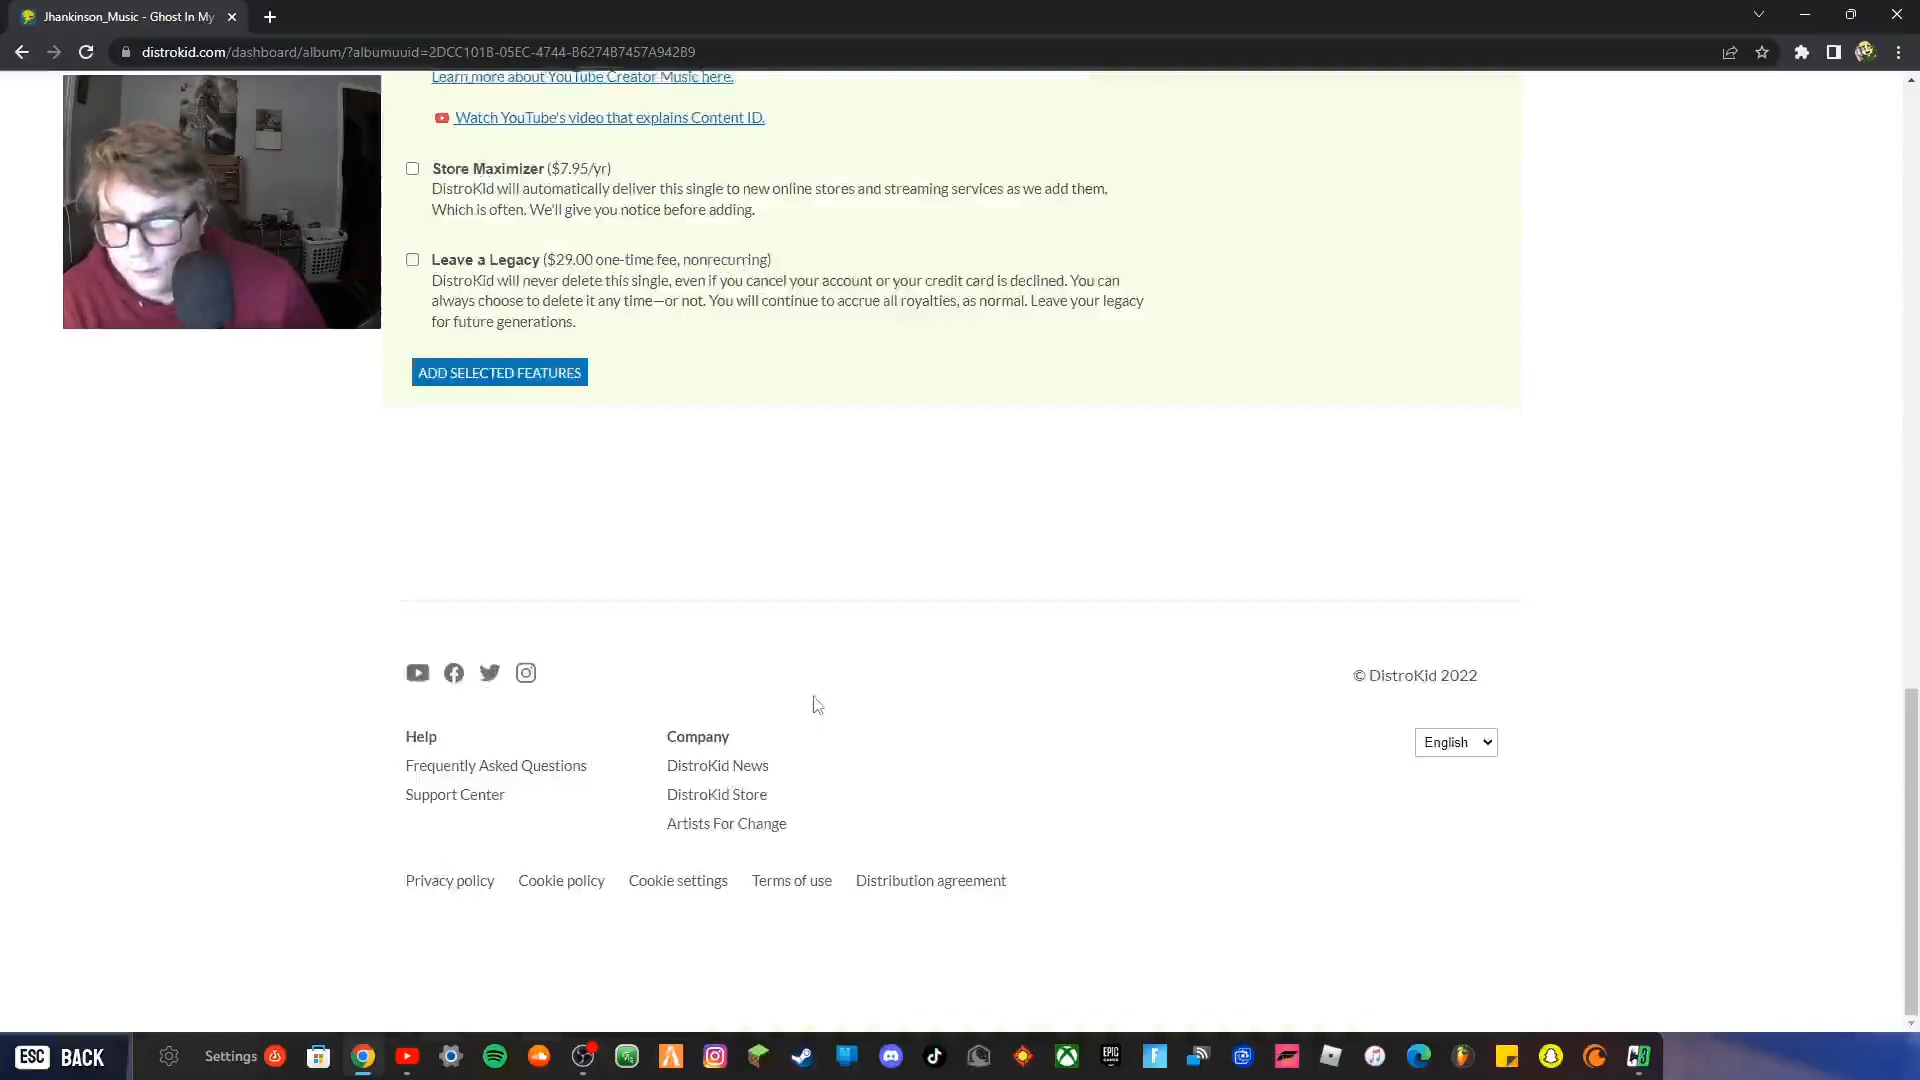 Jhankinson_Music - Ghost In My
distrokid.com/dashboard/album/?albumuuid=2DCC101B-05EC-4744-B6274B7457A942B9
Learn more about YouTube Creator Music here.
Watch YouTube's video that explains Content ID.
Store Maximizer ($7.95/yr)
DistroKid will automatically deliver this single to new online stores and streaming services as we add them.
Which is often. We'll give you notice before adding.
Leave a Legacy ($29.00 one-time fee, nonrecurring)
DistroKid will never delete this single, even if you cancel your account or your credit card is declined. You can
always choose to delete it any time—or not. You will continue to accrue all royalties, as normal. Leave your legacy
for future generations.
ADD SELECTED FEATURES
© DistroKid 2022
Help
Company
English
Frequently Asked Questions
DistroKid News
Support Center
DistroKid Store
Artists For Change
Privacy policy Cookie policy Cookie settings Terms of use Distribution agreement
ESC BACK Settings
EPIC GAMES